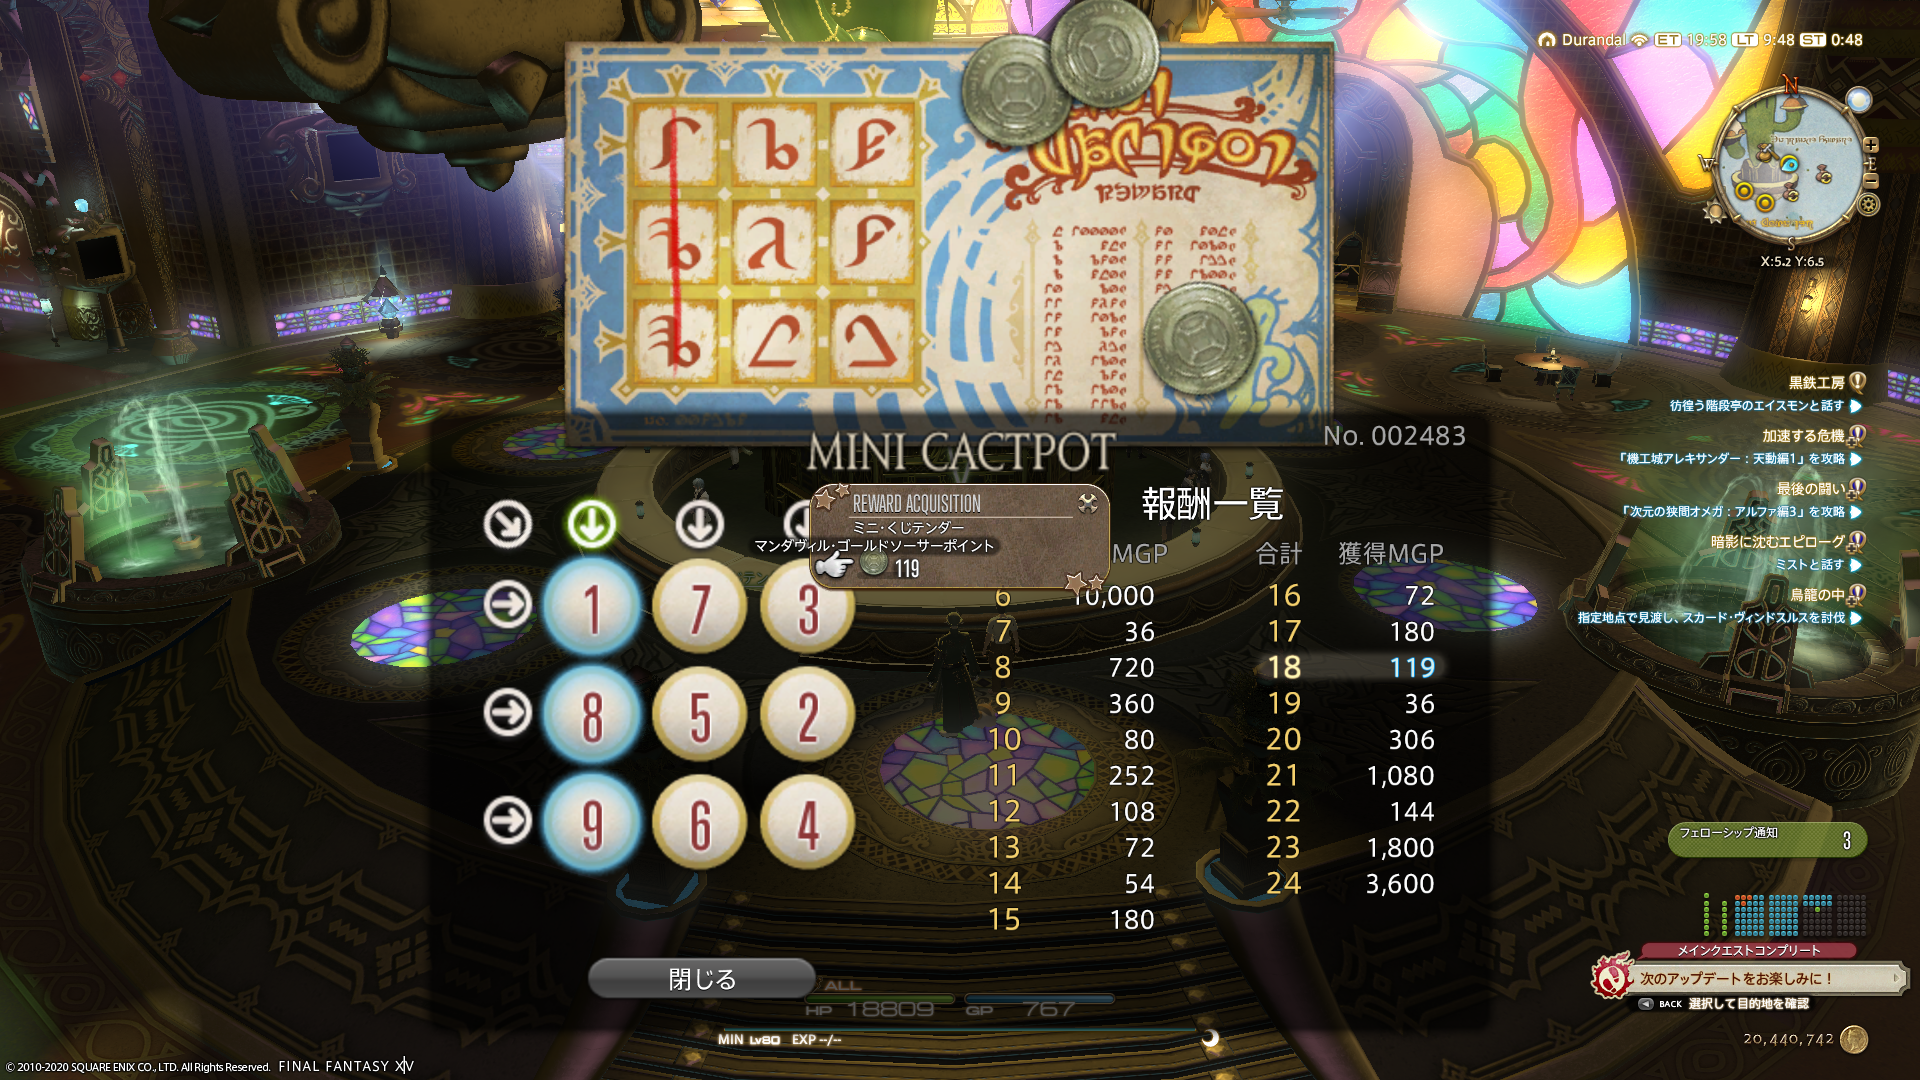 Durandal ET 19:58 LT 9:48 ST 0:48
N
W
E
S
X:5.2 Y:6.5
黒鉄工房
彷徨う階段亭のエイスモンと話す
加速する危機
「機工城アレキサンダー：天動編1」を攻略
最後の闘い
「次元の狭間オメガ：アルファ編3」を攻略
暗影に沈むエピローグ
ミストと話す
鳥籠の中
指定地点で見渡し、スカード・ヴィンドスルスを討伐
MINI CACTPOT
No. 002483
REWARD ACQUISITION
ミニ・くじテンダー
マンダヴィル・ゴールドソーサーポイント
119
報酬一覧
MGP 合計 獲得MGP
1 7 3
8 5 2
9 6 4
6 10,000 16 72
7 36 17 180
8 720 18 119
9 360 19 36
10 80 20 306
11 252 21 1,080
12 108 22 144
13 72 23 1,800
14 54 24 3,600
15 180
閉じる
ALL
HP 18809 GP 767
MIN Lv80 EXP --/--
フェローシップ通知 3
メインクエストコンプリート
次のアップデートをお楽しみに！
BACK 選択して目的地を確認
20,440,742
© 2010-2020 SQUARE ENIX CO., LTD. All Rights Reserved. FINAL FANTASY XIV